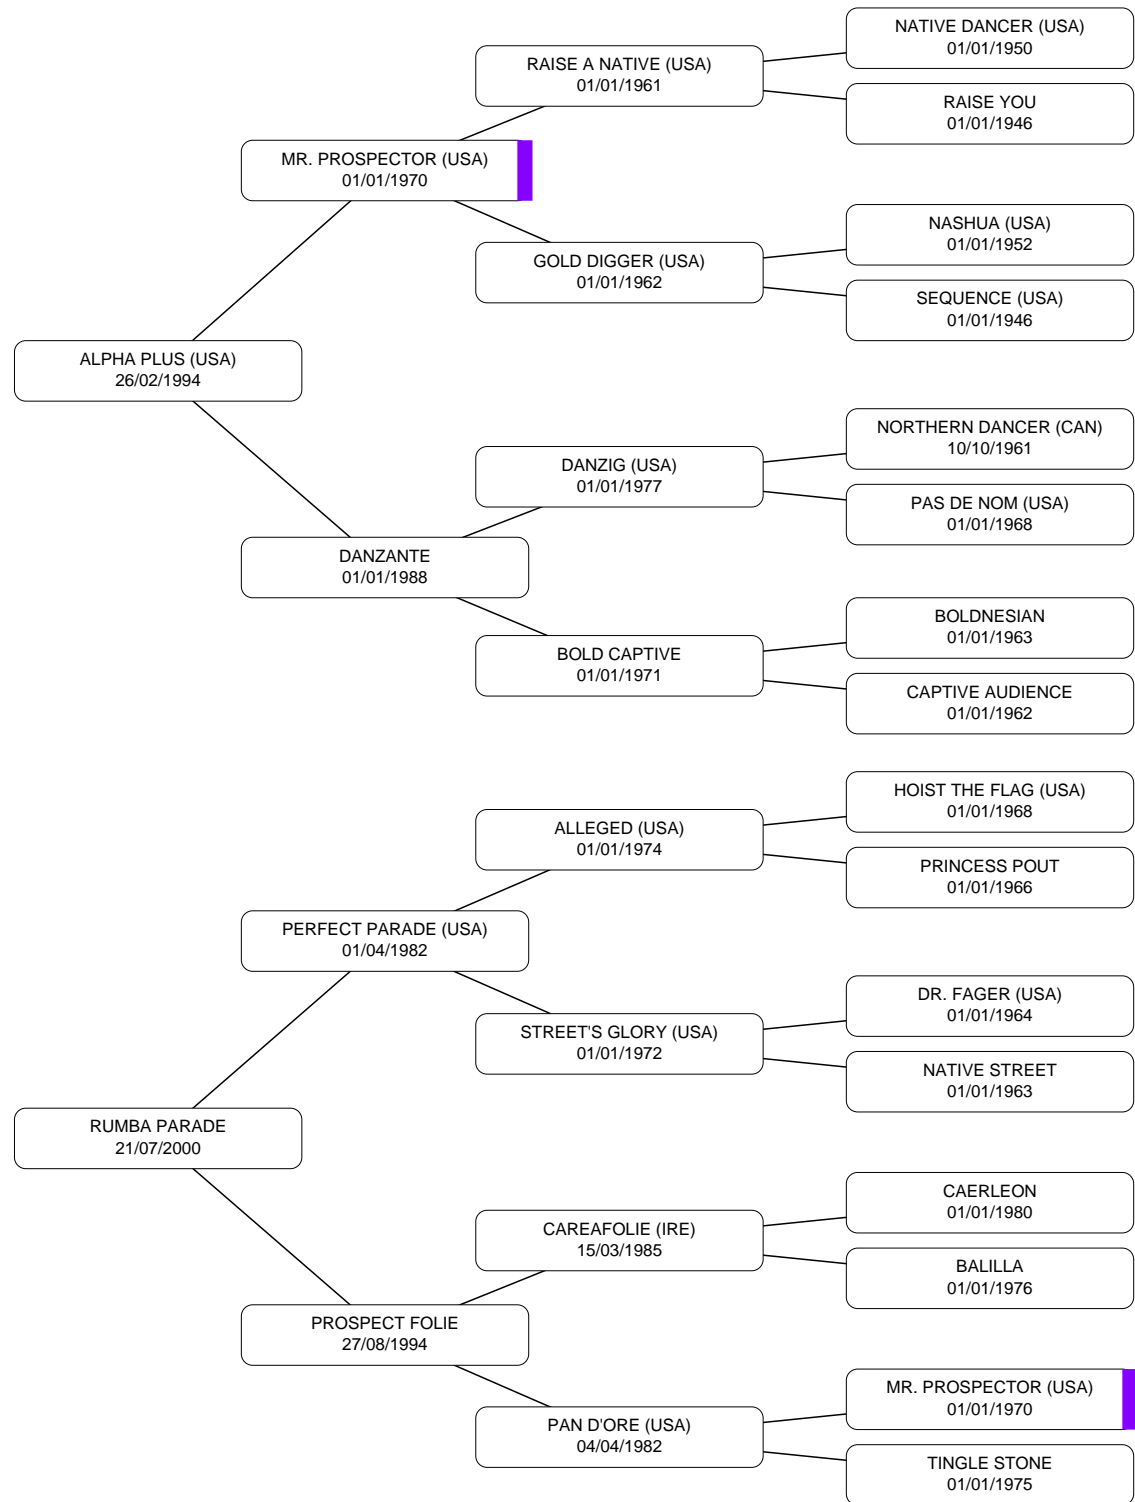 NATIVE DANCER (USA)
01/01/1950
RAISE A NATIVE (USA)
01/01/1961
RAISE YOU
01/01/1946
MR. PROSPECTOR (USA)
01/01/1970
NASHUA (USA)
01/01/1952
GOLD DIGGER (USA)
01/01/1962
SEQUENCE (USA)
01/01/1946
ALPHA PLUS (USA)
26/02/1994
NORTHERN DANCER (CAN)
10/10/1961
DANZIG (USA)
01/01/1977
PAS DE NOM (USA)
01/01/1968
DANZANTE
01/01/1988
BOLDNESIAN
01/01/1963
BOLD CAPTIVE
01/01/1971
CAPTIVE AUDIENCE
01/01/1962
HOIST THE FLAG (USA)
01/01/1968
ALLEGED (USA)
01/01/1974
PRINCESS POUT
01/01/1966
PERFECT PARADE (USA)
01/04/1982
DR. FAGER (USA)
01/01/1964
STREET'S GLORY (USA)
01/01/1972
NATIVE STREET
01/01/1963
RUMBA PARADE
21/07/2000
CAERLEON
01/01/1980
CAREAFOLIE (IRE)
15/03/1985
BALILLA
01/01/1976
PROSPECT FOLIE
27/08/1994
MR. PROSPECTOR (USA)
01/01/1970
PAN D'ORE (USA)
04/04/1982
TINGLE STONE
01/01/1975